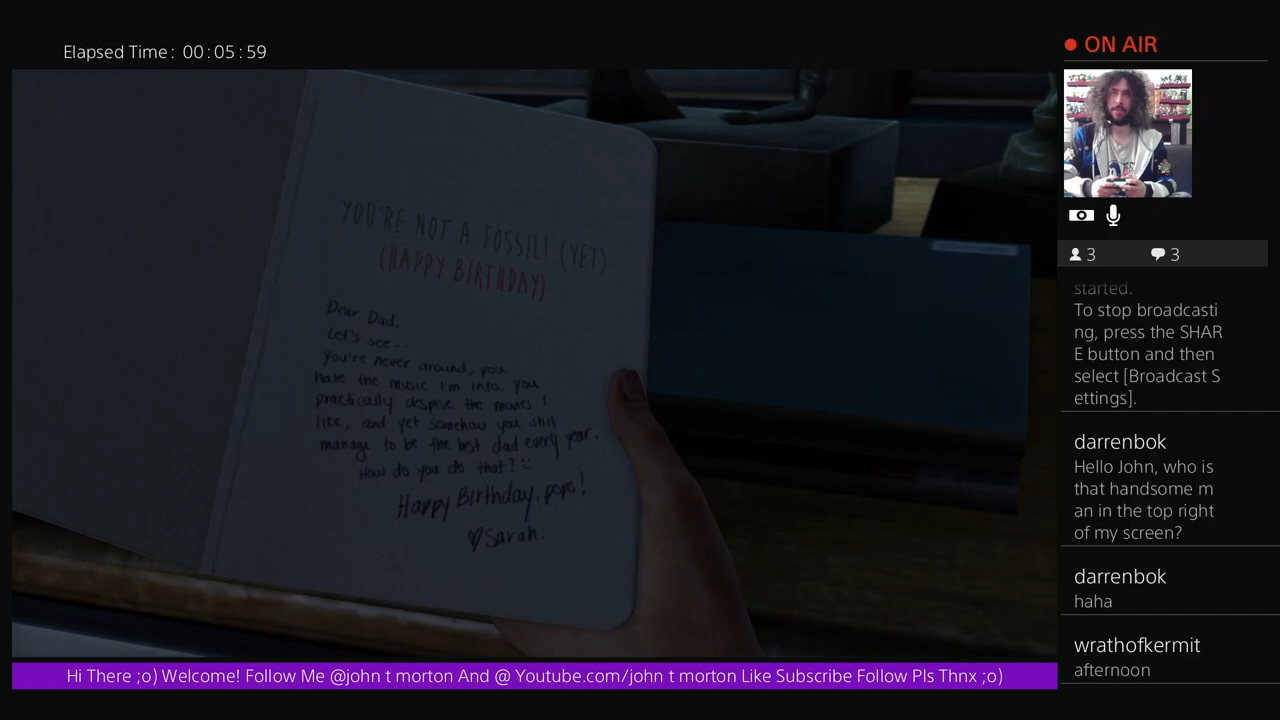 Elapsed Time: 00:05:59
ON AIR
YOU'RE NOT A FOSSIL! (YET)
(HAPPY BIRTHDAY)
Dear Dad,
Let's see...
You're never around, you
hate the music I'm into, you
practically despise the movies I
like, and yet somehow you still
manage to be the best dad every year.
How do you do that? :)
Happy Birthday, pops!
♡Sarah.
3
3
started.
To stop broadcasti
ng, press the SHAR
E button and then
select [Broadcast S
ettings].
darrenbok
Hello John, who is
that handsome m
an in the top right
of my screen?
darrenbok
haha
wrathofkermit
afternoon
Hi There ;o) Welcome! Follow Me @john t morton And @ Youtube.com/john t morton Like Subscribe Follow Pls Thnx ;o)